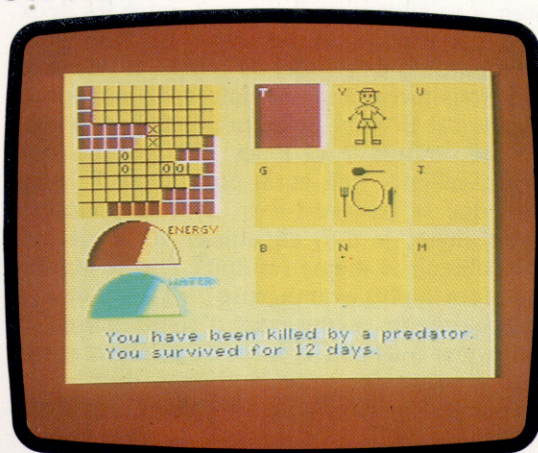 T Y U
G J
ENERGY
B N M
WATER
You have been killed by a predator.
You survived for 12 days.